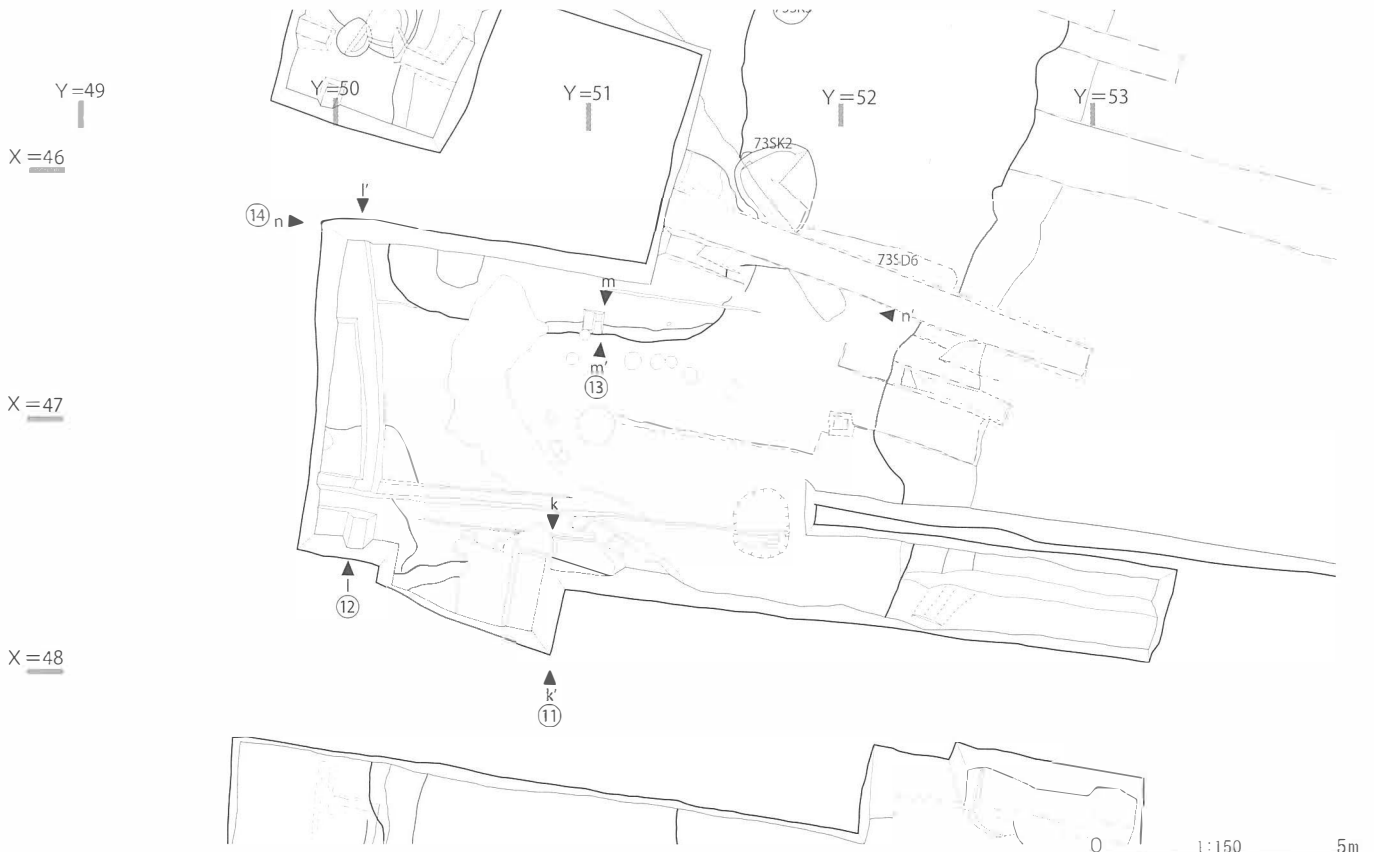 Y=49
Y=50
Y=51
Y=52
Y=53
X=46
73SK2
l'
⑭ n
73SD6
m
n'
m'
⑬
X=47
k
l
⑫
X=48
k'
⑪
0 1:150 5m